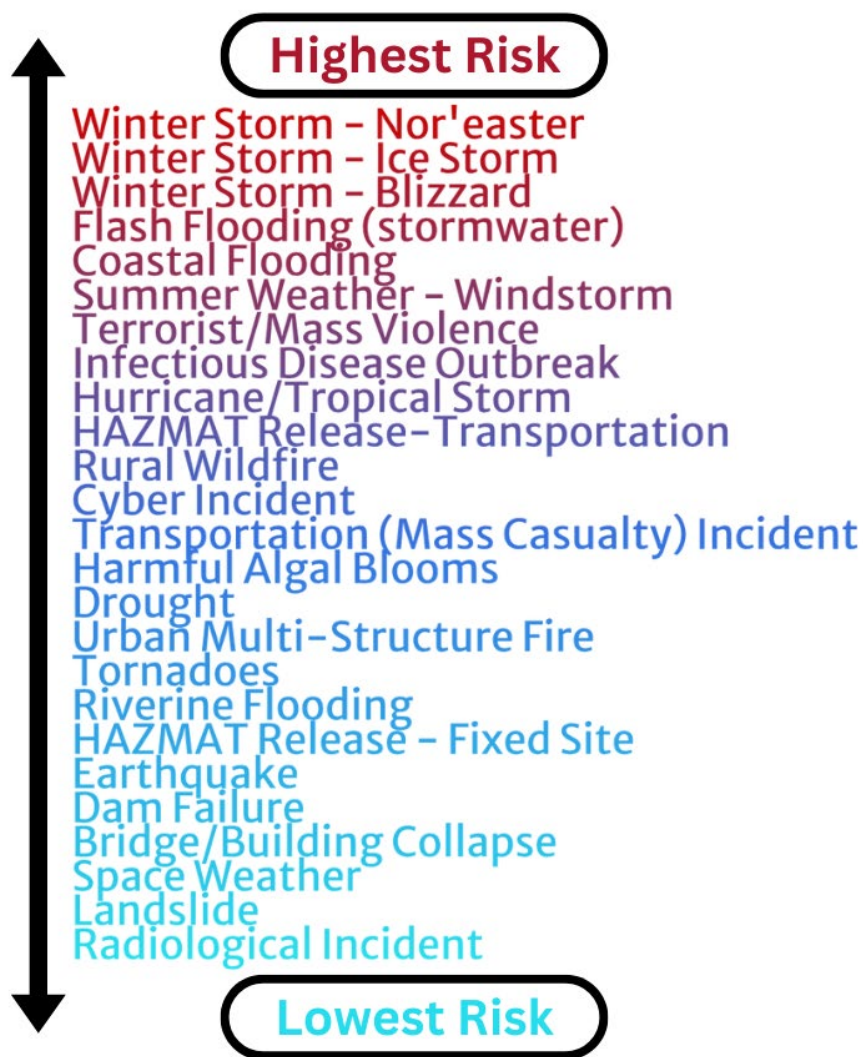 Highest Risk
Winter Storm – Nor'easter
Winter Storm – Ice Storm
Winter Storm – Blizzard
Flash Flooding (stormwater)
Coastal Flooding
Summer Weather – Windstorm
Terrorist/Mass Violence
Infectious Disease Outbreak
Hurricane/Tropical Storm
HAZMAT Release–Transportation
Rural Wildfire
Cyber Incident
Transportation (Mass Casualty) Incident
Harmful Algal Blooms
Drought
Urban Multi–Structure Fire
Tornadoes
Riverine Flooding
HAZMAT Release – Fixed Site
Earthquake
Dam Failure
Bridge/Building Collapse
Space Weather
Landslide
Radiological Incident
Lowest Risk